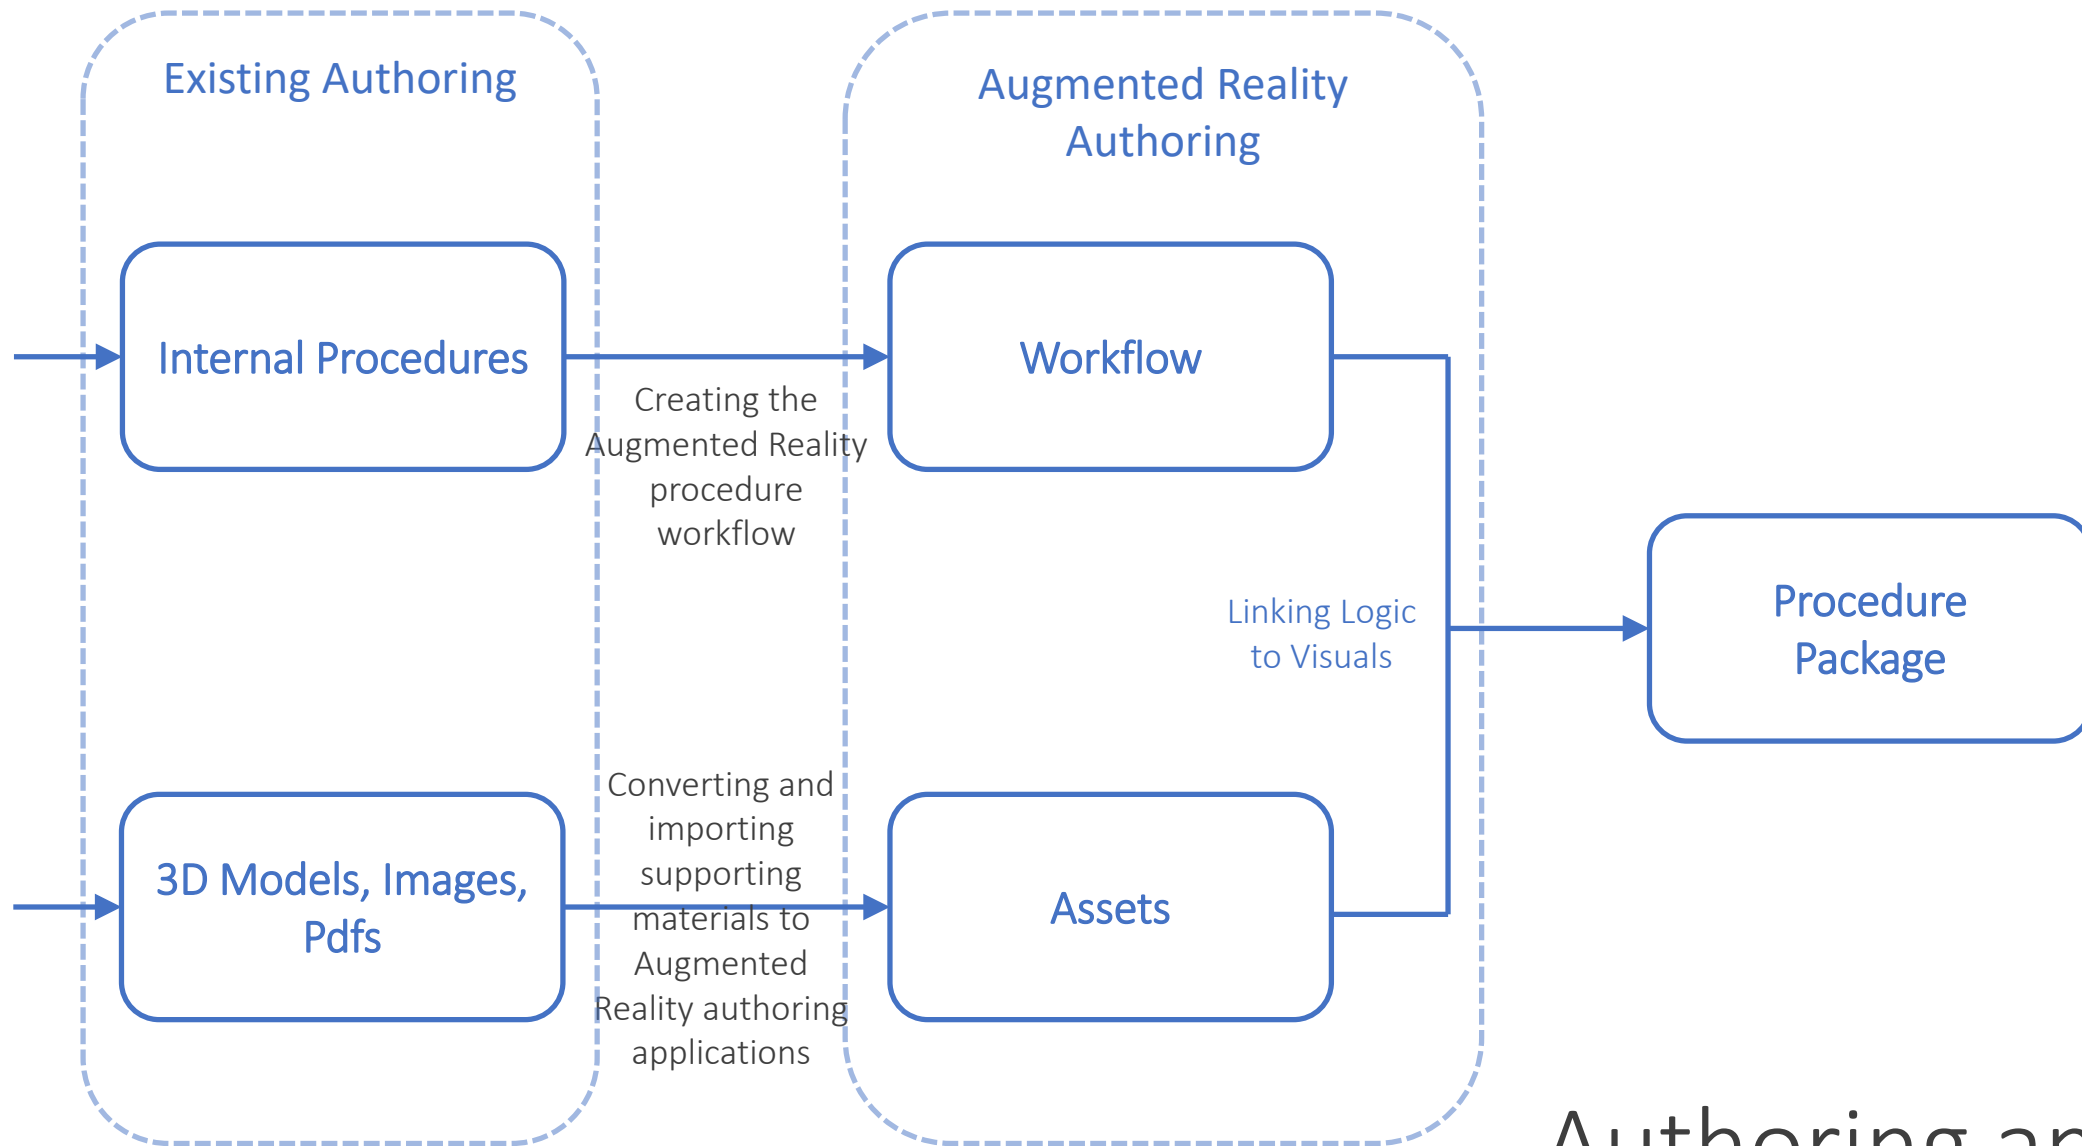 Existing Authoring
Augmented Reality
Authoring
Internal Procedures
Creating the
Augmented Reality
procedure
workflow
Workflow
Linking Logic
to Visuals
Procedure
Package
3D Models, Images,
Pdfs
Converting and
importing
supporting
materials to
Augmented
Reality authoring
applications
Assets
Authoring